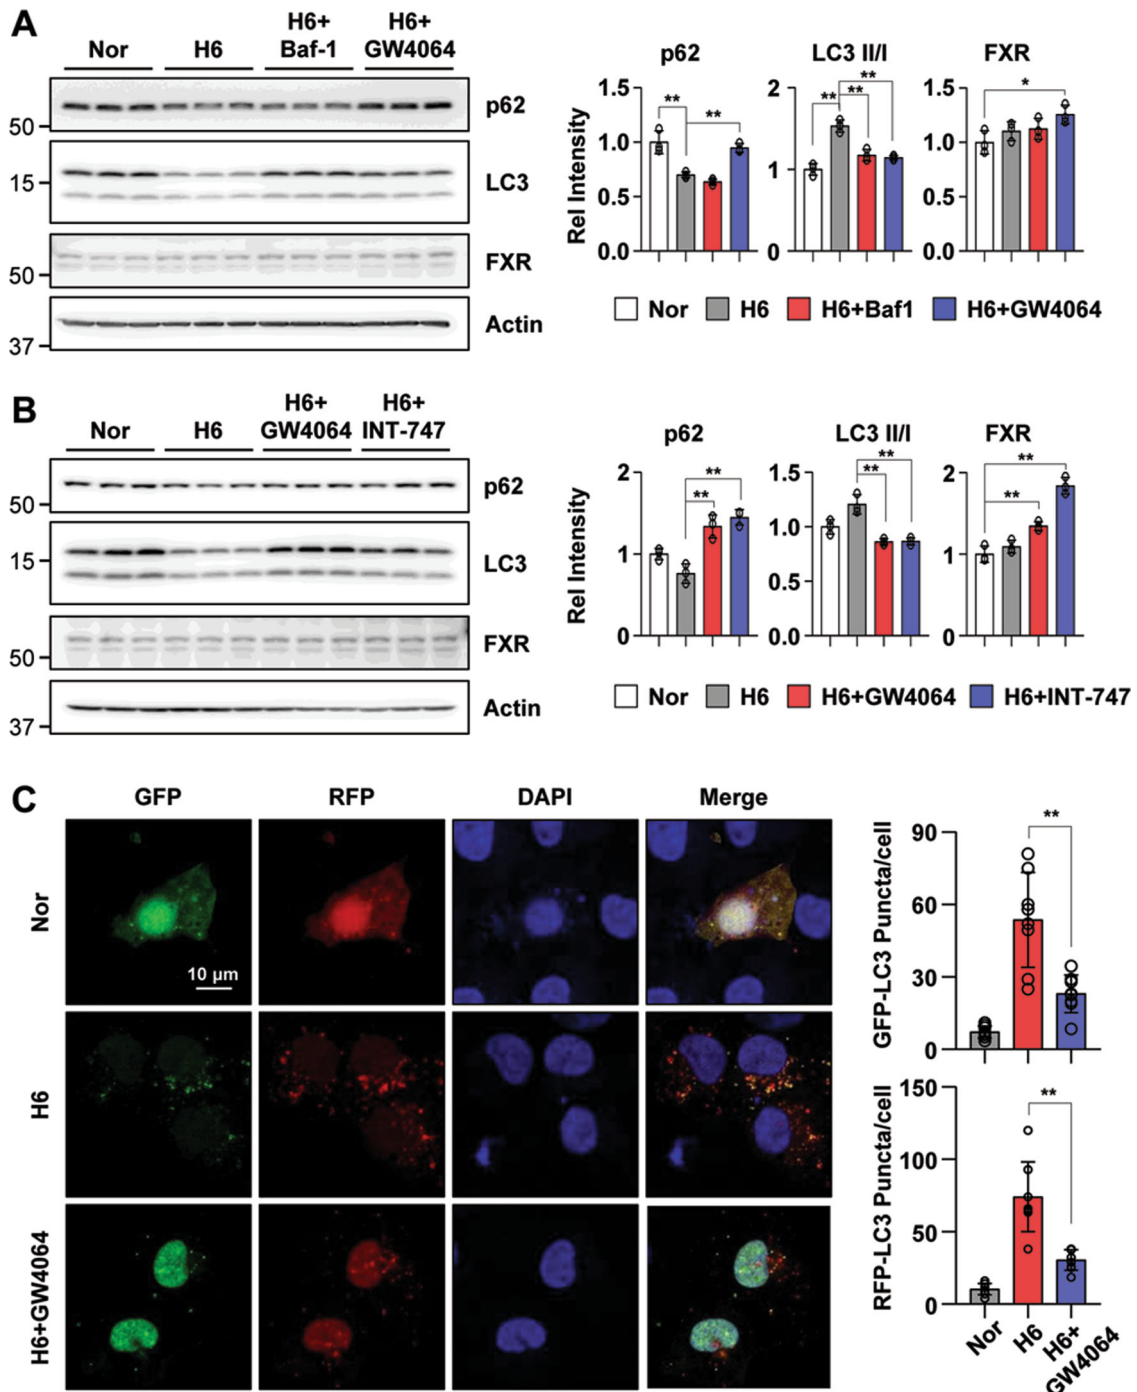 A
Nor H6 H6+ Baf-1 H6+ GW4064
p62
50
LC3
15
FXR
50
Actin
37
p62 LC3 II/I FXR
Rel Intensity
1.5 2 1.5
** ** ** ** ** *
1.0 1 1.0
0.5 0.5
0.0 0 0.0
Nor H6 H6+Baf1 H6+GW4064
B
Nor H6 H6+ GW4064 H6+ INT-747
p62
50
LC3
15
FXR
50
Actin
37
p62 LC3 II/I FXR
Rel Intensity
2 1.5 2
** ** ** ** ** **
1 1.0 1
0.5
0 0.0 0
Nor H6 H6+GW4064 H6+INT-747
C
GFP RFP DAPI Merge
Nor
10 µm
H6
H6+GW4064
GFP-LC3 Puncta/cell
90
**
60
30
0
RFP-LC3 Puncta/cell
150
**
100
50
0
Nor H6 H6+ GW4064